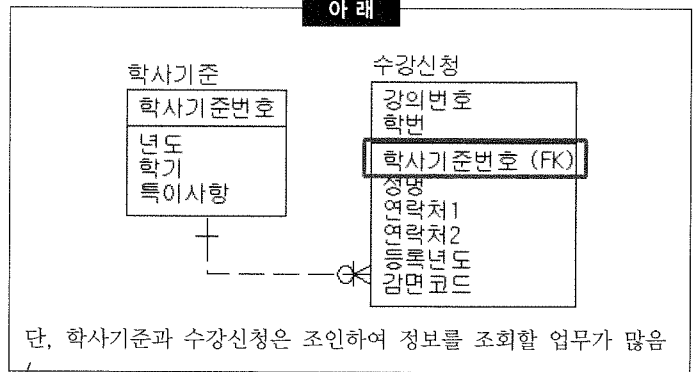 아 래
학사기준
학사기준번호
년도
학기
특이사항
수강신청
강의번호
학번
학사기준번호 (FK)
성명
연락처1
연락처2
등록년도
감면코드
단, 학사기준과 수강신청은 조인하여 정보를 조회할 업무가 많음